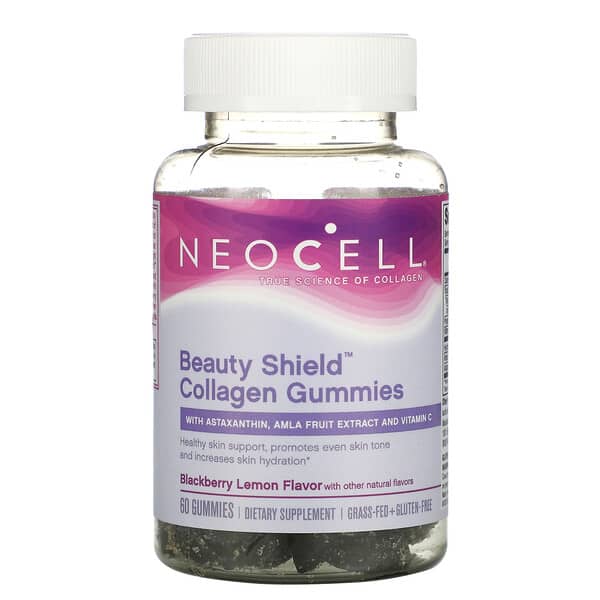 NEOCELL®
TRUE SCIENCE OF COLLAGEN
Beauty Shield™
Collagen Gummies
WITH ASTAXANTHIN, AMLA FRUIT EXTRACT AND VITAMIN C
Healthy skin support, promotes even skin tone
and increases skin hydration*
Blackberry Lemon Flavor with other natural flavors
60 GUMMIES | DIETARY SUPPLEMENT | GRASS-FED + GLUTEN-FREE